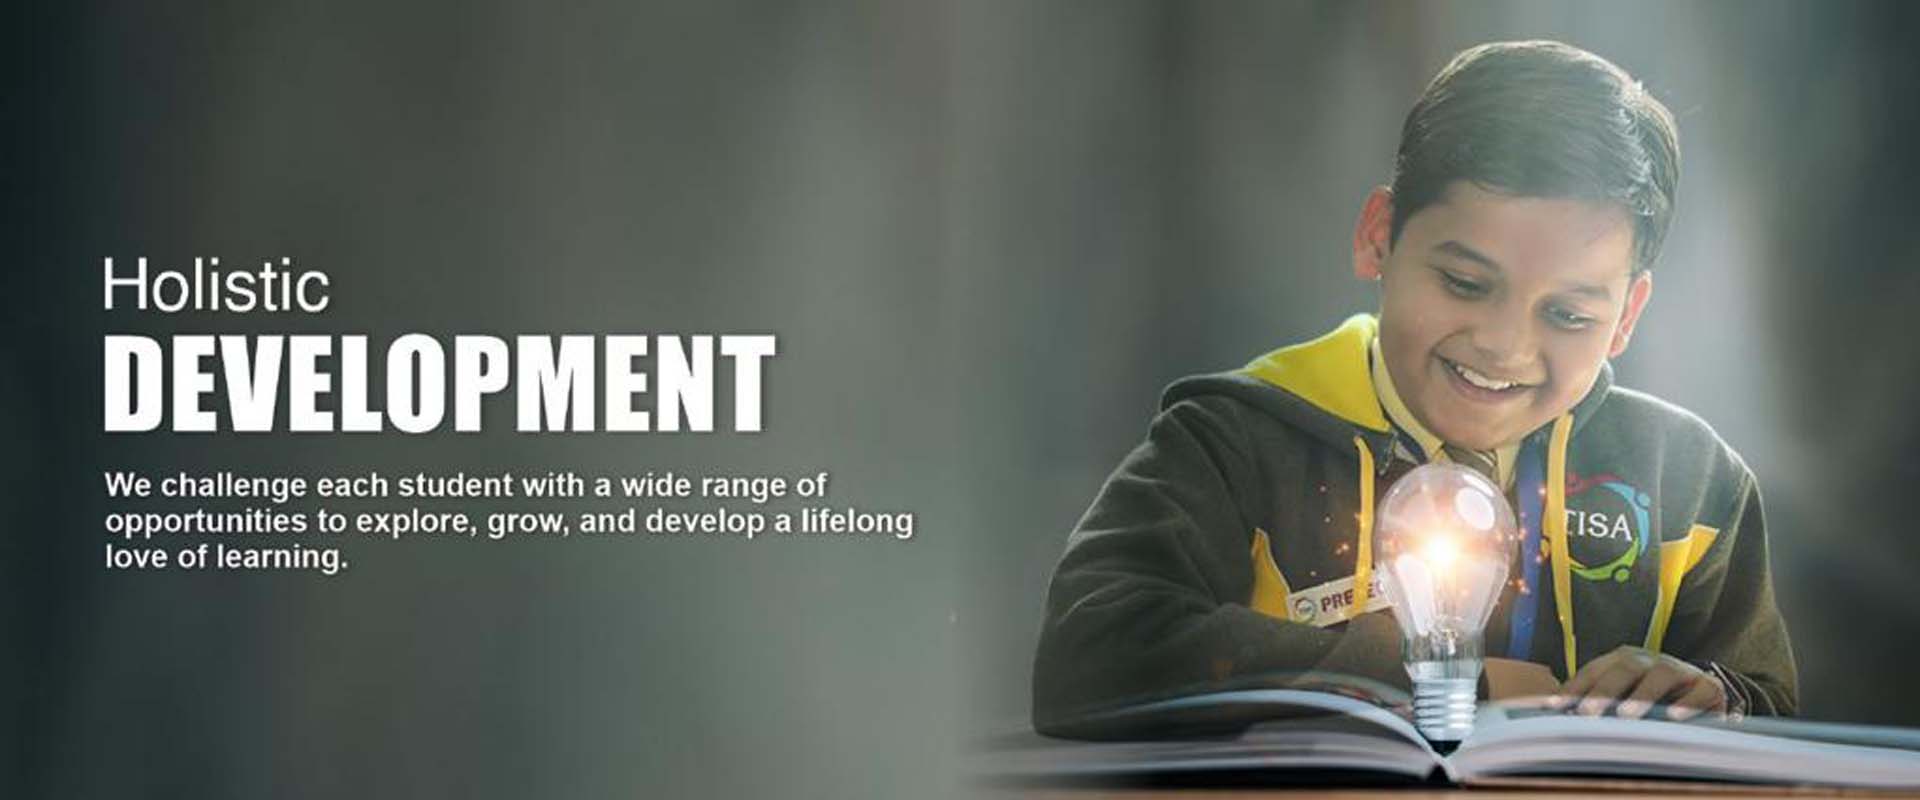 Holistic
DEVELOPMENT
We challenge each student with a wide range of
opportunities to explore, grow, and develop a lifelong
love of learning.